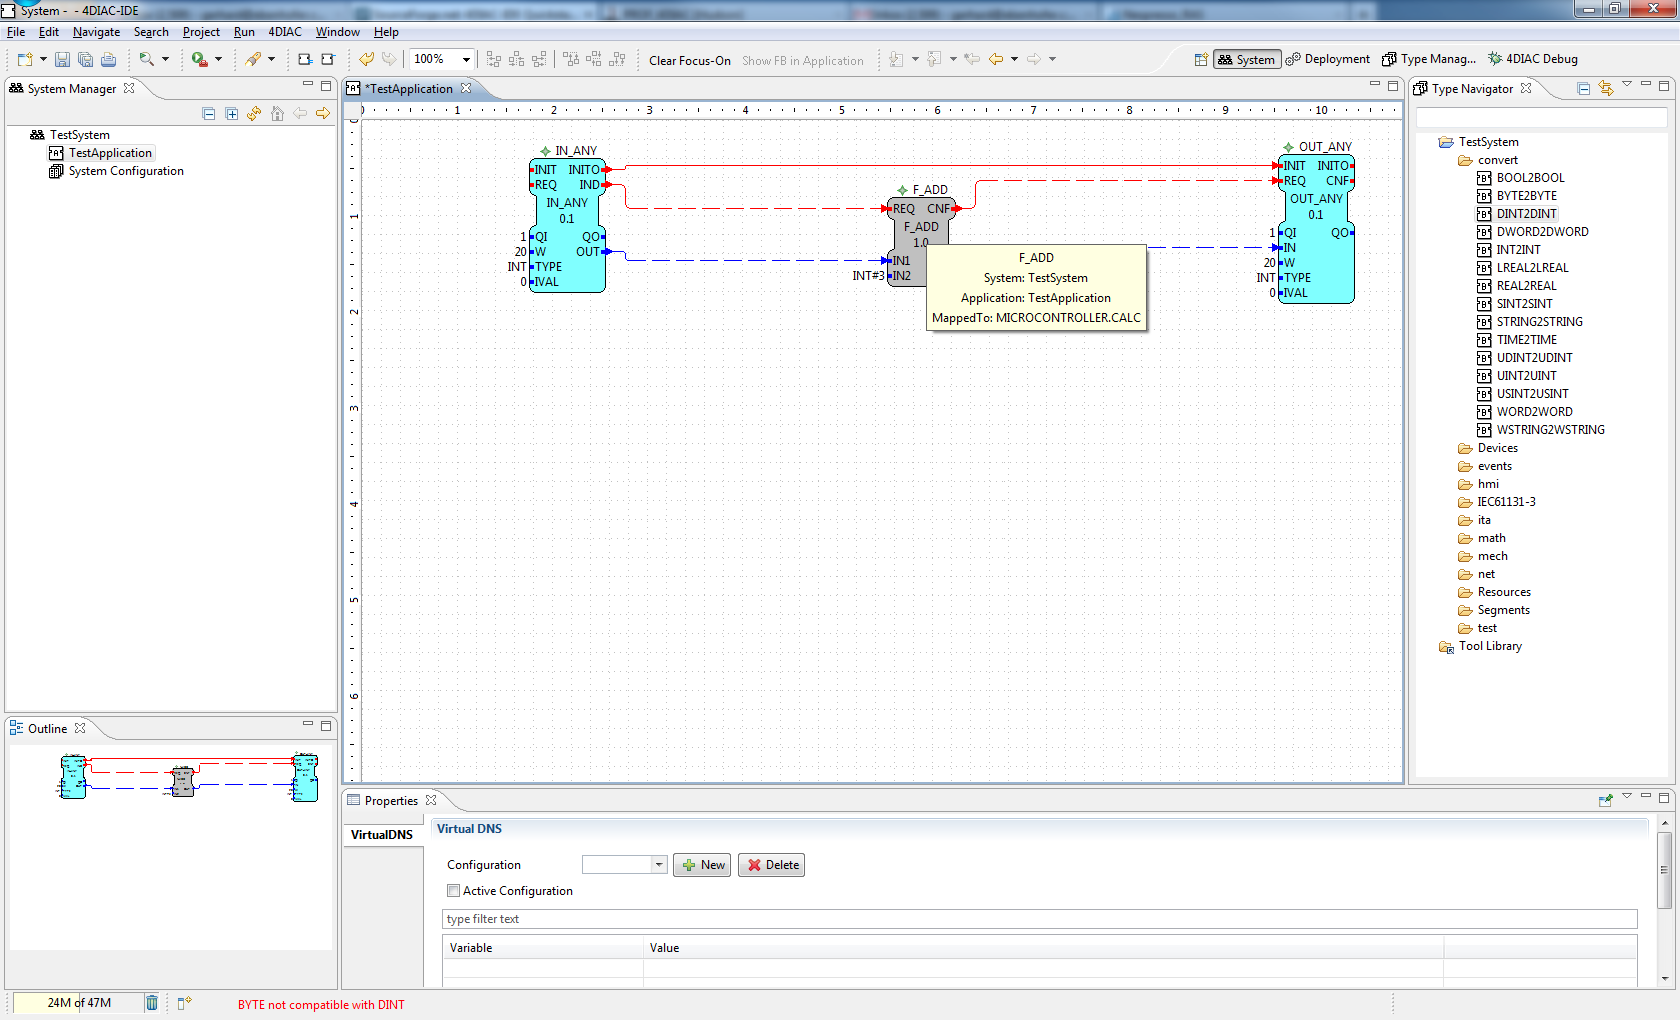 System - - 4DIAC-IDE
File Edit Navigate Search Project Run 4DIAC Window Help
100% Clear Focus-On Show FB in Application System Deployment Type Manag... 4DIAC Debug
System Manager
TestSystem
TestApplication
System Configuration
*TestApplication
1 2 3 4 5 6 7 8 9 10
0
1
2
3
4
5
6
IN_ANY
INIT INITO
REQ IND
IN_ANY
0.1
1 QI QO
20 W OUT
INT TYPE
0 IVAL
F_ADD
REQ CNF
F_ADD
1.0
IN1
INT#3 IN2
F_ADD
System: TestSystem
Application: TestApplication
MappedTo: MICROCONTROLLER.CALC
OUT_ANY
INIT INITO
REQ CNF
OUT_ANY
0.1
1 QI QO
IN
20 W
INT TYPE
0 IVAL
Type Navigator
TestSystem
convert
BOOL2BOOL
BYTE2BYTE
DINT2DINT
DWORD2DWORD
INT2INT
LREAL2LREAL
REAL2REAL
SINT2SINT
STRING2STRING
TIME2TIME
UDINT2UDINT
UINT2UINT
USINT2USINT
WORD2WORD
WSTRING2WSTRING
Devices
events
hmi
IEC61131-3
ita
math
mech
net
Resources
Segments
test
Tool Library
Outline
Properties
VirtualDNS
Virtual DNS
Configuration New Delete
Active Configuration
type filter text
Variable Value
24M of 47M BYTE not compatible with DINT